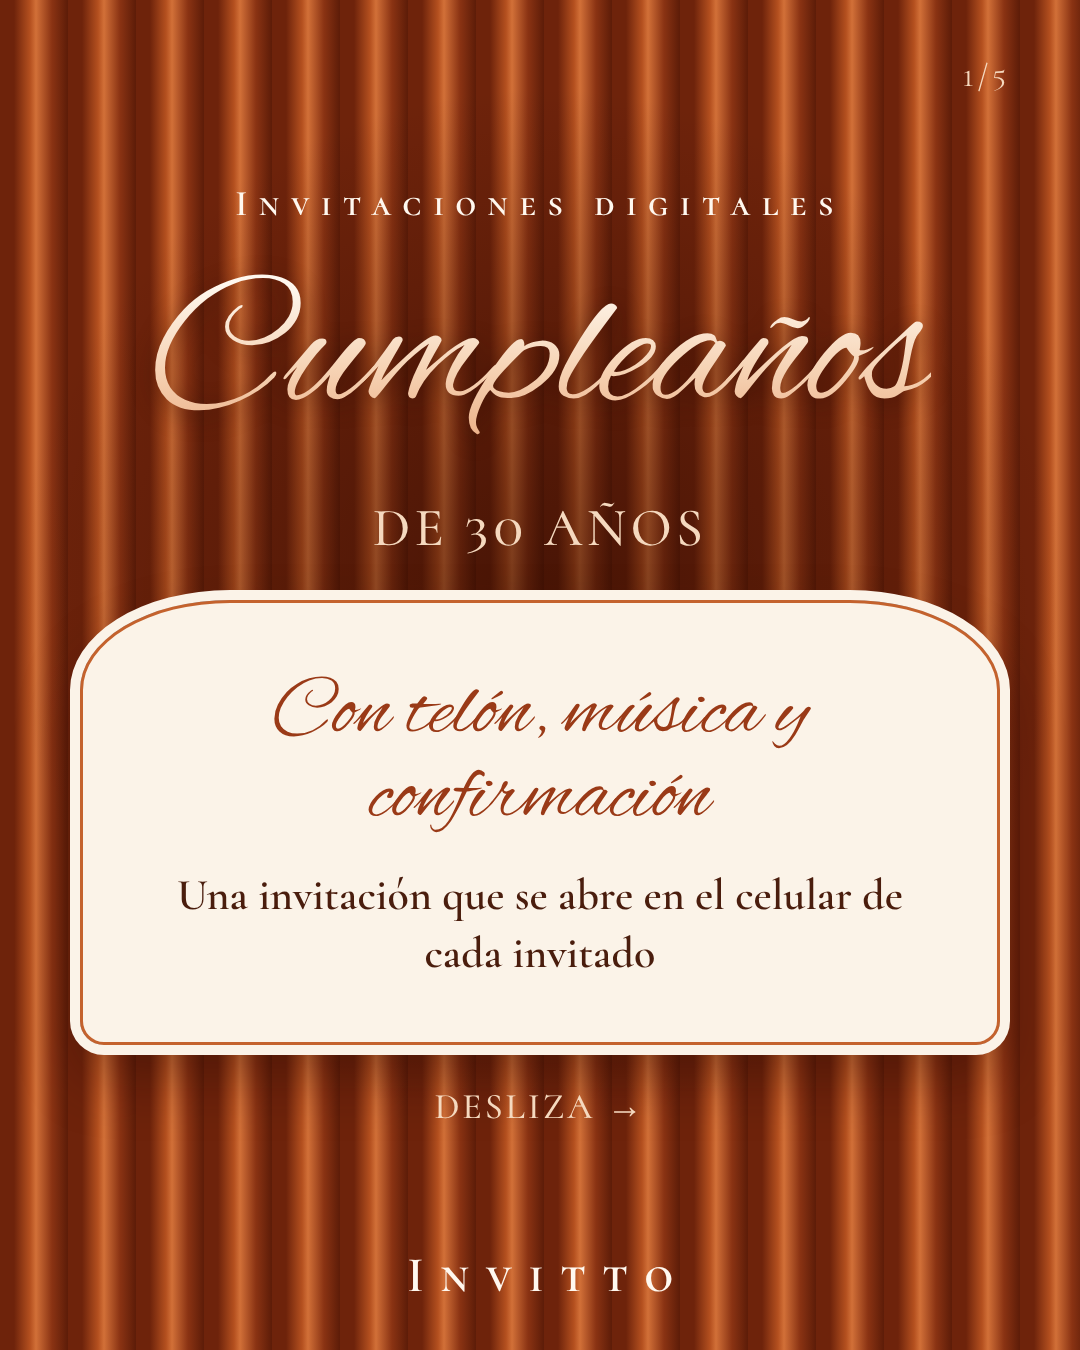 1/5
Invitaciones digitales
Cumpleaños
DE 30 AÑOS
Con telón, música y
confirmación
Una invitación que se abre en el celular de
cada invitado
DESLIZA →
Invitto